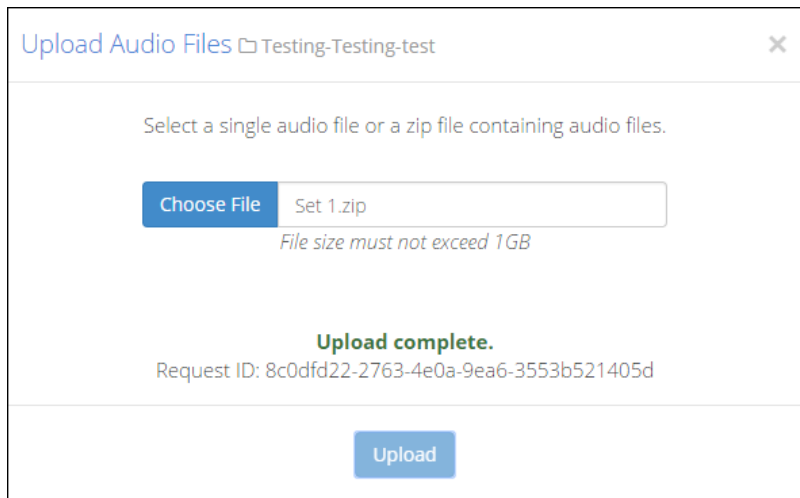 Upload Audio Files Testing-Testing-test
Select a single audio file or a zip file containing audio files.
Choose File Set 1.zip
File size must not exceed 1GB
Upload complete.
Request ID: 8c0dfd22-2763-4e0a-9ea6-3553b521405d
Upload